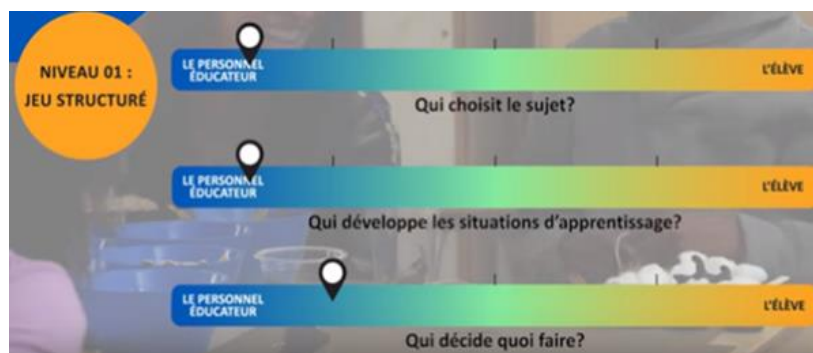 NIVEAU 01 :
JEU STRUCTURÉ
LE PERSONNEL
ÉDUCATEUR
L'ÉLÈVE
Qui choisit le sujet?
LE PERSONNEL
ÉDUCATEUR
L'ÉLÈVE
Qui développe les situations d'apprentissage?
LE PERSONNEL
ÉDUCATEUR
L'ÉLÈVE
Qui décide quoi faire?